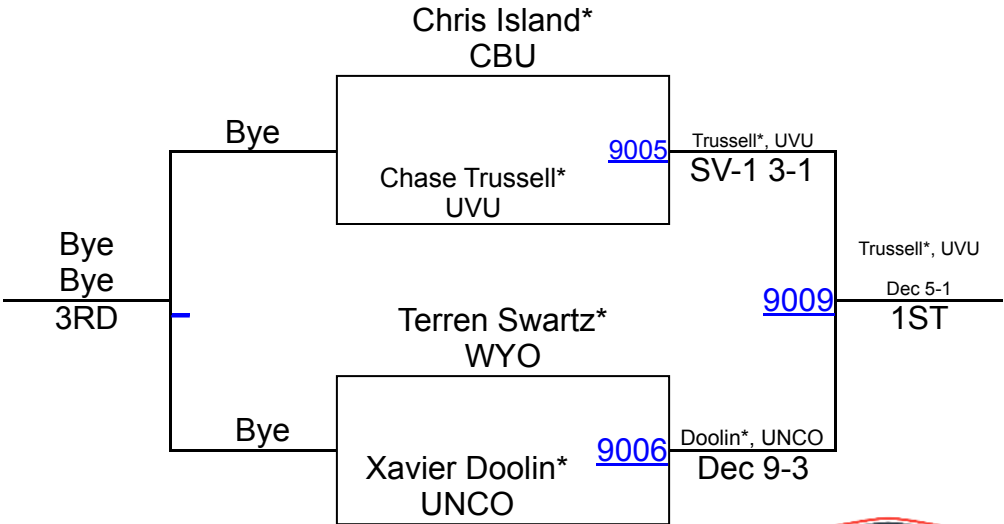 Chris Island*
CBU
Bye
9005
Trussell*, UVU
SV-1 3-1
Chase Trussell*
UVU
Bye
Bye
3RD
Trussell*, UVU
Dec 5-1
1ST
9009
Terren Swartz*
WYO
Bye
9006
Doolin*, UNCO
Dec 9-3
Xavier Doolin*
UNCO